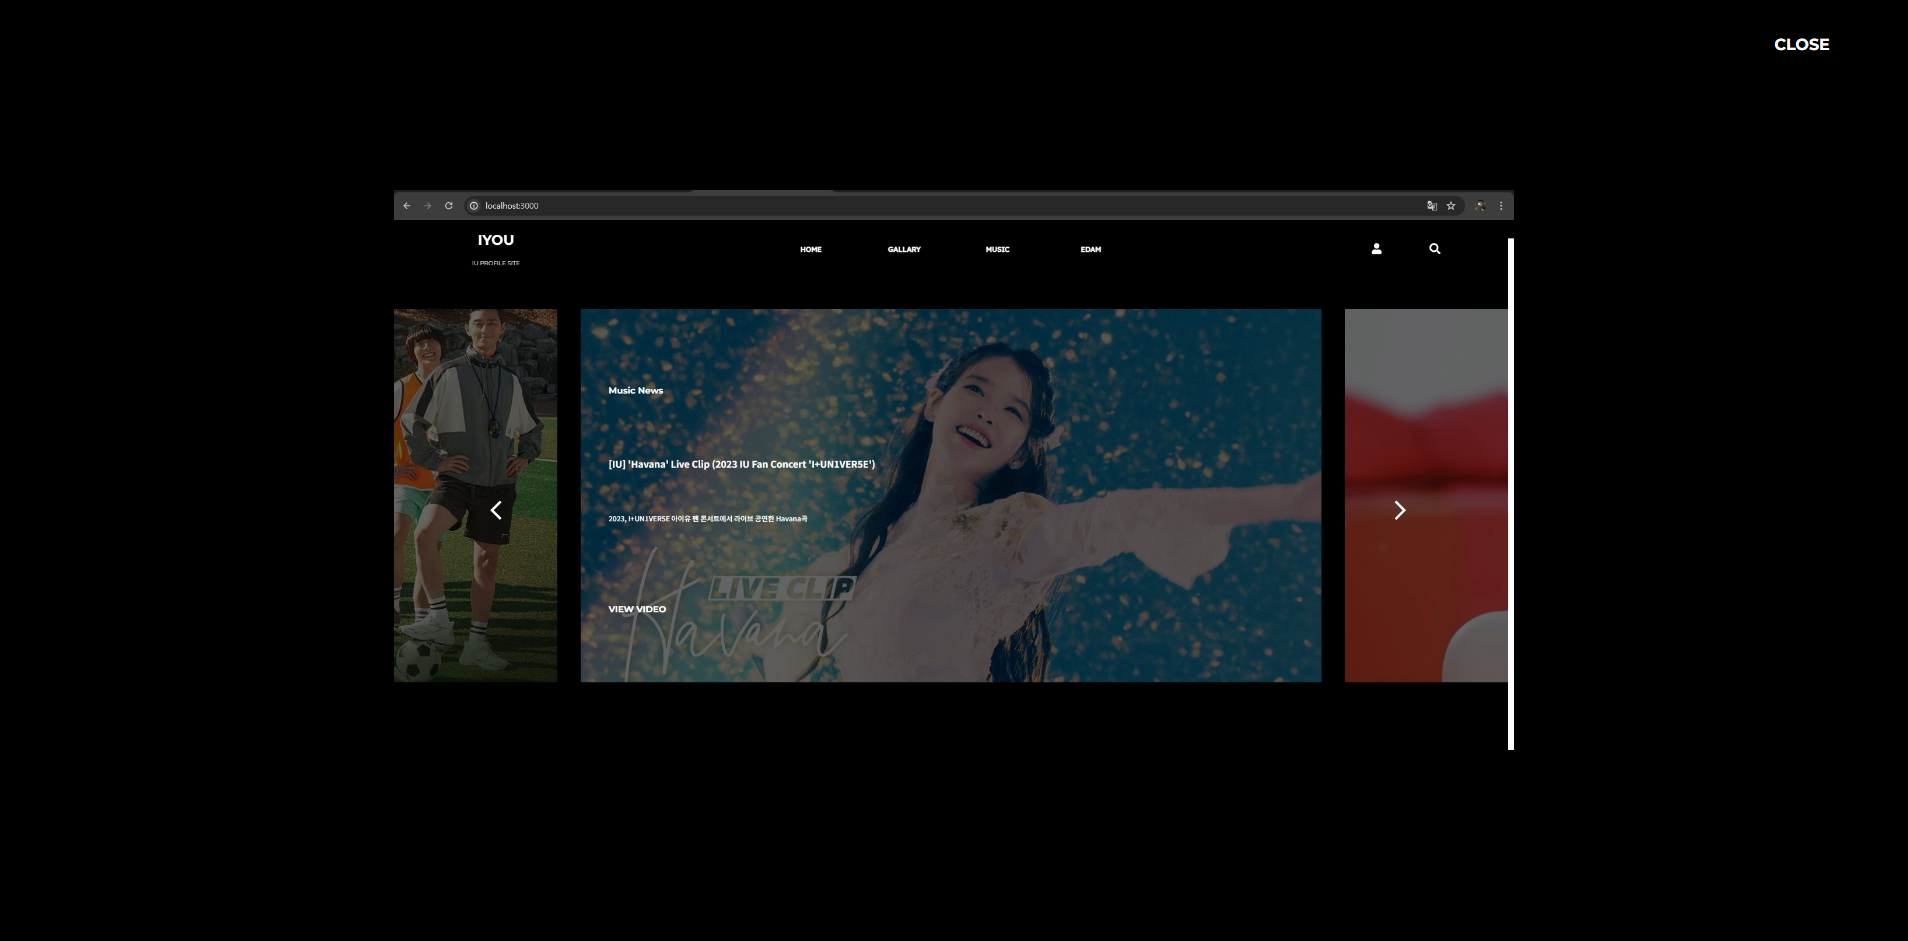 CLOSE
localhost:3000
IYOU
IU PROFILE SITE
HOME
GALLARY
MUSIC
EDAM
Music News
[IU] 'Havana' Live Clip (2023 IU Fan Concert 'I+UN1VER5E')
2023, I+UN1VER5E 아이유 팬 콘서트에서 라이브 공연한 Havana곡
LIVE CLIP
VIEW VIDEO
Havana